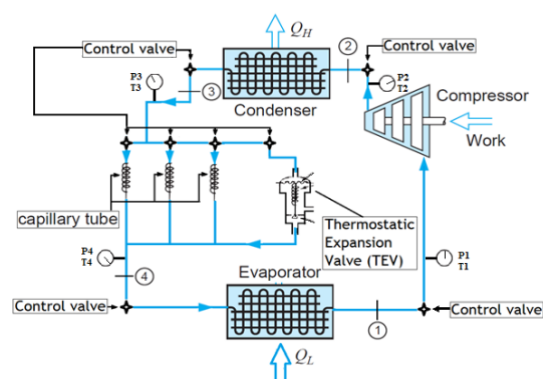 Q_H
Control valve
2
Control valve
P3
T3
3
Condenser
P2
T2
Compressor
Work
capillary tube
Thermostatic
Expansion
Valve (TEV)
P4
T4
4
Evaporator
P1
T1
Control valve
1
Control valve
Q_L